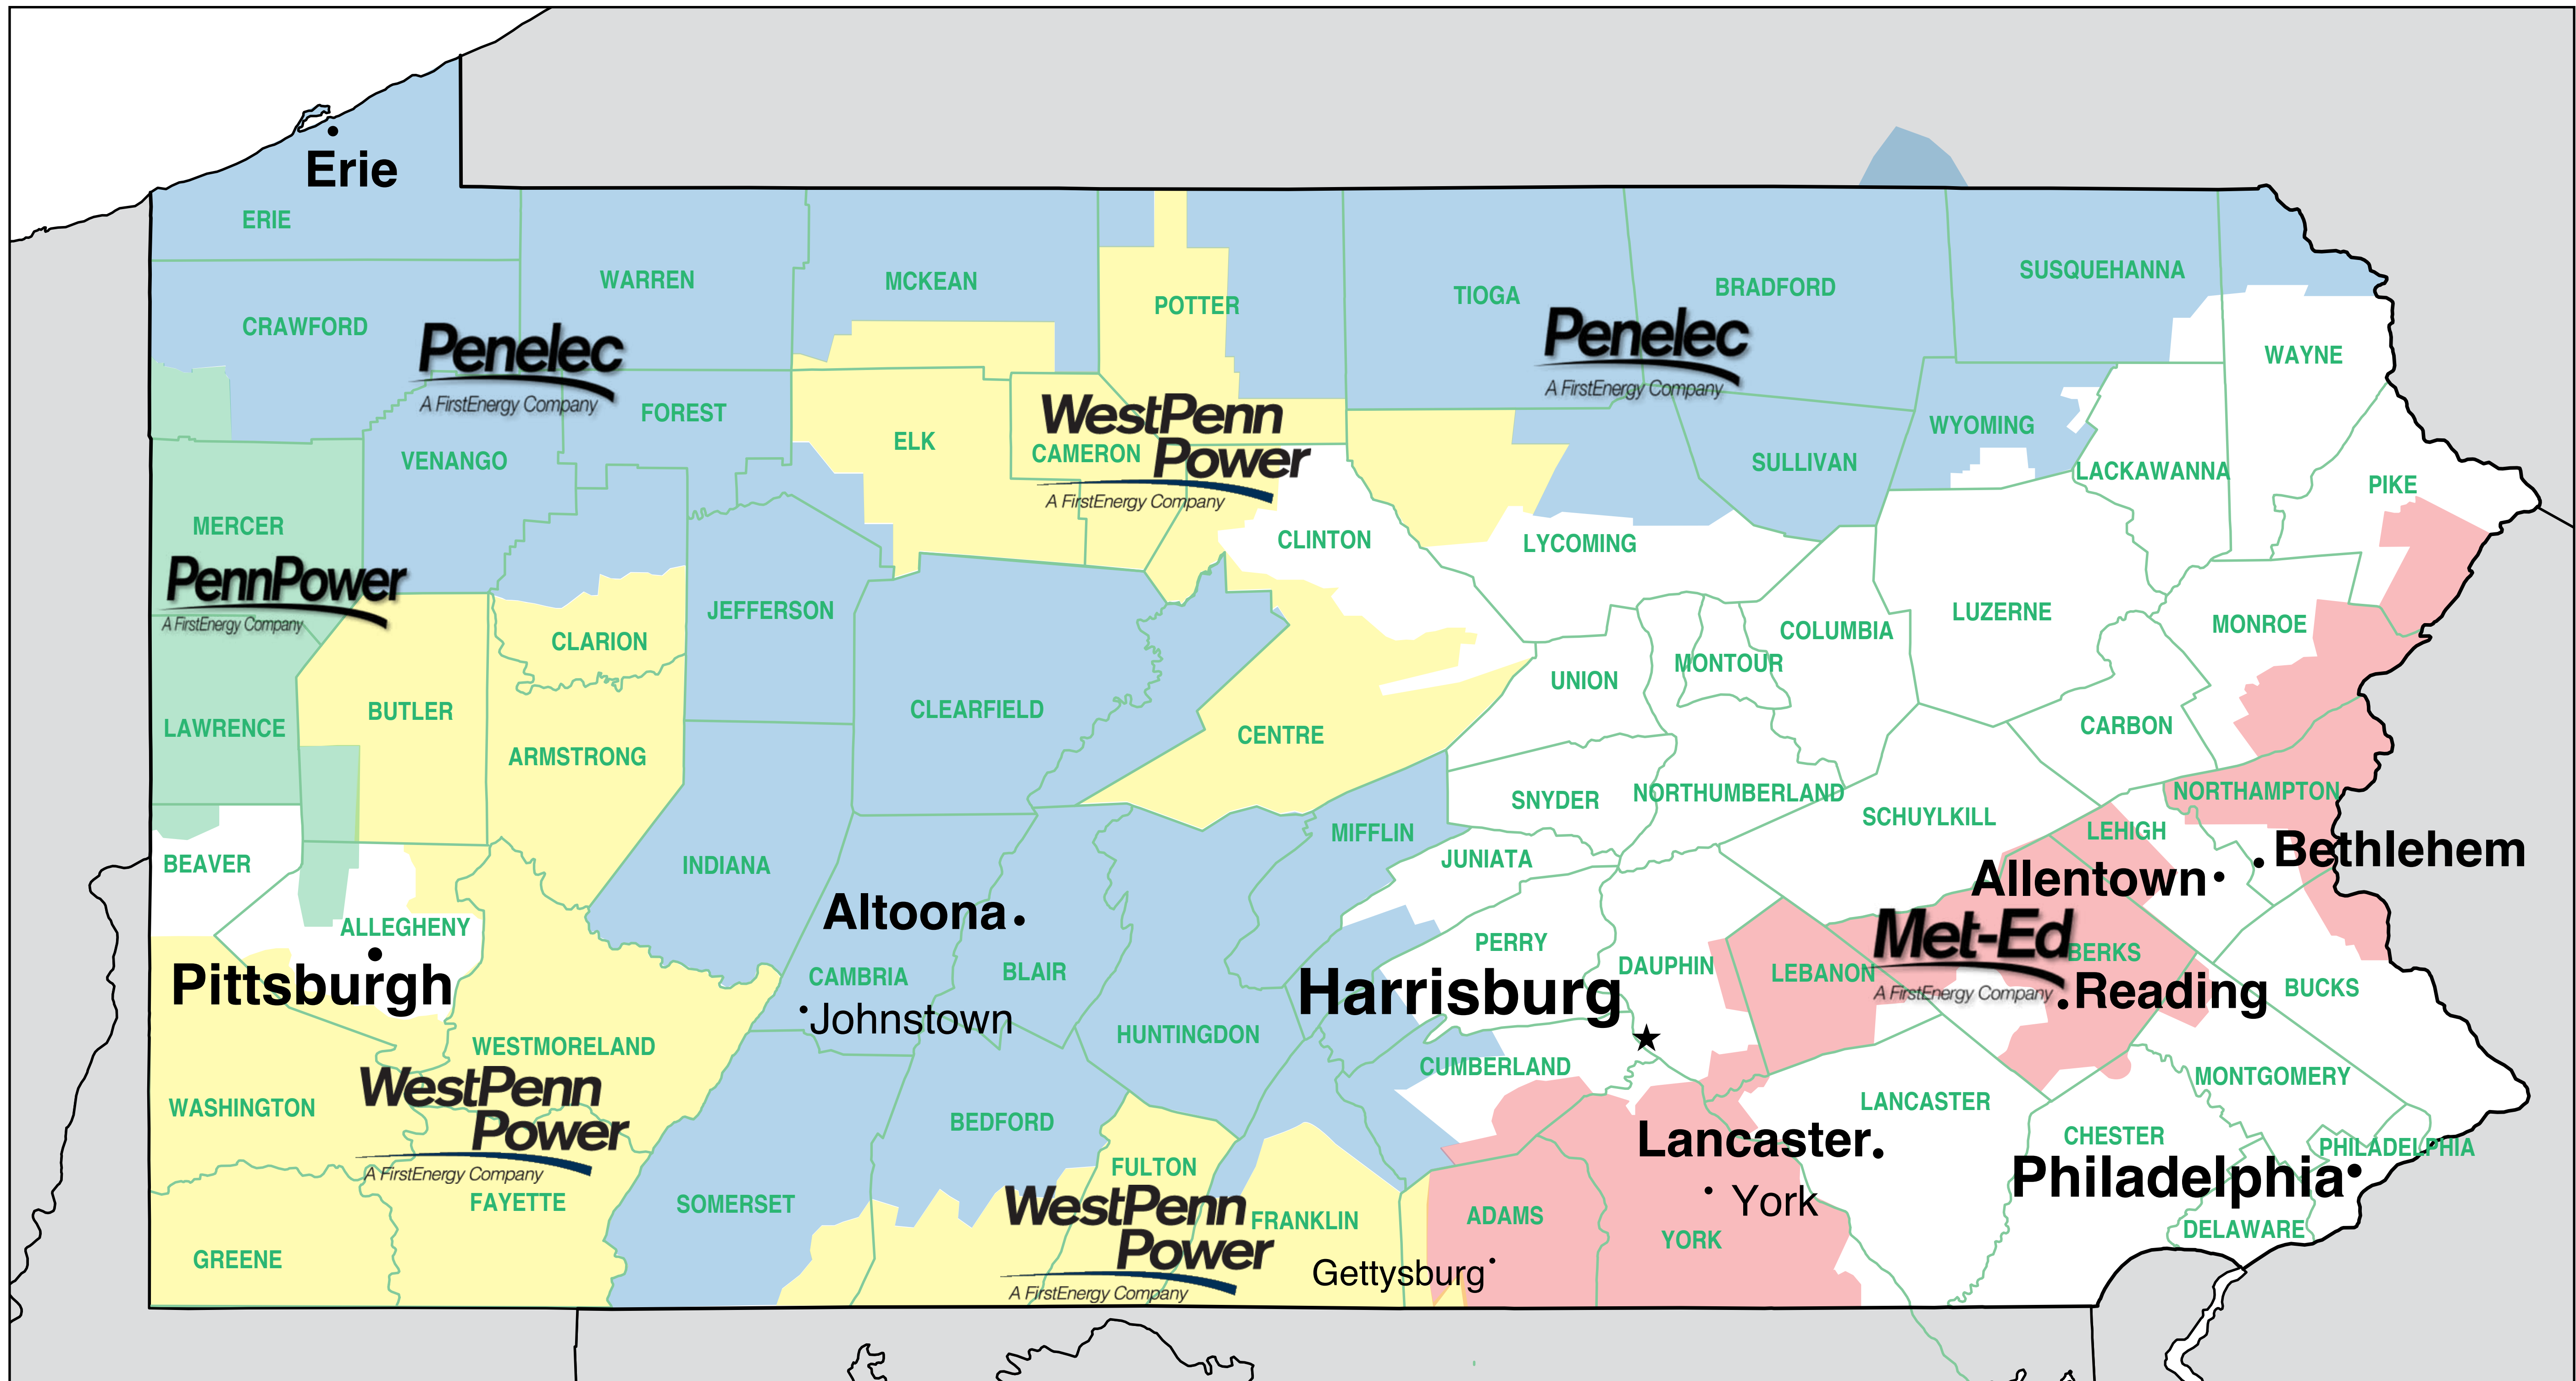 Erie
ERIE
SUSQUEHANNA
WARREN
MCKEAN
BRADFORD
TIOGA
POTTER
CRAWFORD
Penelec
A FirstEnergy Company
Penelec
A FirstEnergy Company
WAYNE
FOREST
WestPenn
Power
A FirstEnergy Company
ELK
CAMERON
WYOMING
VENANGO
SULLIVAN
LACKAWANNA
PIKE
MERCER
CLINTON
LYCOMING
PennPower
A FirstEnergy Company
JEFFERSON
LUZERNE
MONROE
COLUMBIA
CLARION
MONTOUR
UNION
BUTLER
CLEARFIELD
LAWRENCE
CARBON
CENTRE
ARMSTRONG
NORTHAMPTON
SNYDER
NORTHUMBERLAND
SCHUYLKILL
MIFFLIN
LEHIGH
Bethlehem
JUNIATA
BEAVER
INDIANA
Allentown
Altoona
ALLEGHENY
Met-Ed
A FirstEnergy Company
PERRY
BERKS
DAUPHIN
LEBANON
CAMBRIA
BLAIR
Pittsburgh
Harrisburg
Reading
BUCKS
Johnstown
HUNTINGDON
WESTMORELAND
CUMBERLAND
MONTGOMERY
WestPenn
Power
A FirstEnergy Company
LANCASTER
WASHINGTON
BEDFORD
Lancaster
CHESTER
PHILADELPHIA
FULTON
Philadelphia
FAYETTE
SOMERSET
York
WestPenn
Power
A FirstEnergy Company
FRANKLIN
ADAMS
DELAWARE
YORK
GREENE
Gettysburg